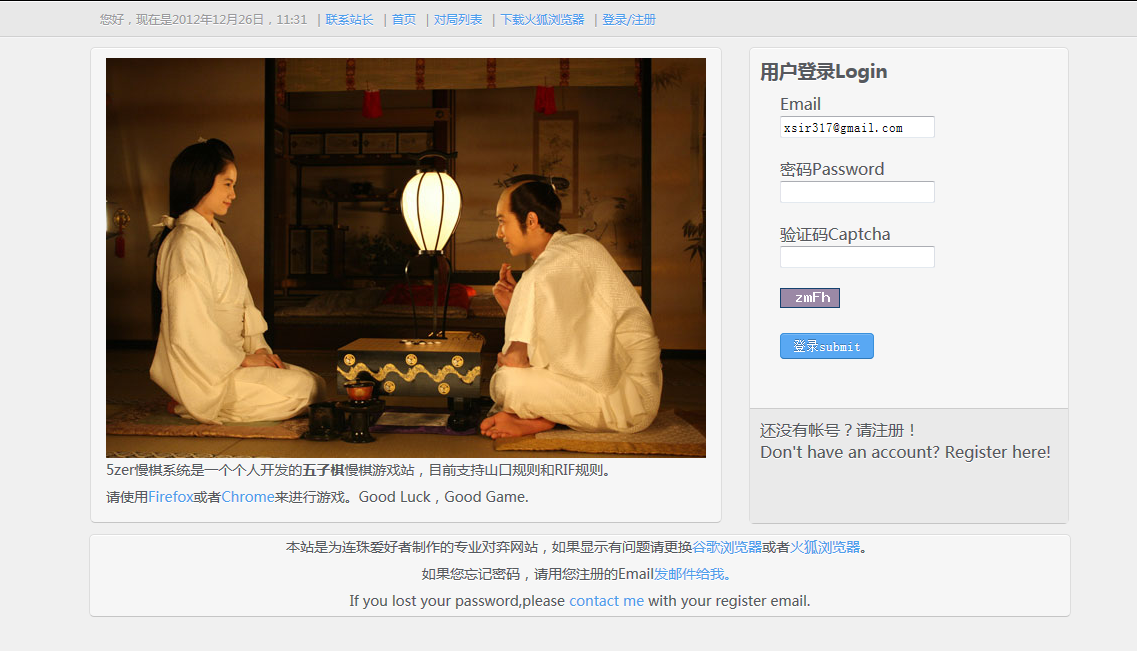 您好，现在是2012年12月26日，11:31 | 联系站长 | 首页 | 对局列表 | 下载火狐浏览器 | 登录/注册
用户登录Login
Email
xsir317@gmail.com
密码Password
验证码Captcha
zmFh
登录submit
还没有帐号？请注册！
Don't have an account? Register here!
5zer慢棋系统是一个个人开发的五子棋慢棋游戏站，目前支持山口规则和RIF规则。
请使用Firefox或者Chrome来进行游戏。Good Luck，Good Game.
本站是为连珠爱好者制作的专业对弈网站，如果显示有问题请更换谷歌浏览器或者火狐浏览器。
如果您忘记密码，请用您注册的Email发邮件给我。
If you lost your password,please contact me with your register email.